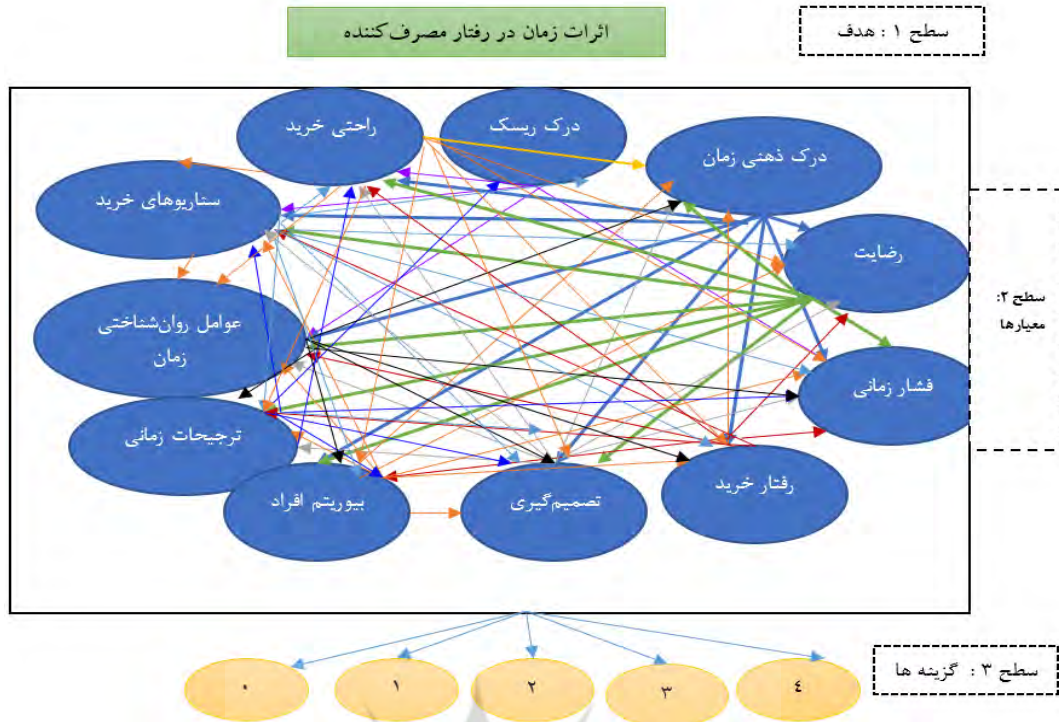 سطح ۱ : هدف
اثرات زمان در رفتار مصرف‌کننده
راحتی خرید
درک ریسک
درک ذهنی زمان
سناریوهای خرید
رضایت
سطح ۲:
معیارها
عوامل روان‌شناختی
زمان
فشار زمانی
ترجیحات زمانی
بیوریتم افراد
تصمیم‌گیری
رفتار خرید
سطح ۳ : گزینه ها
۰
۱
۲
۳
٤